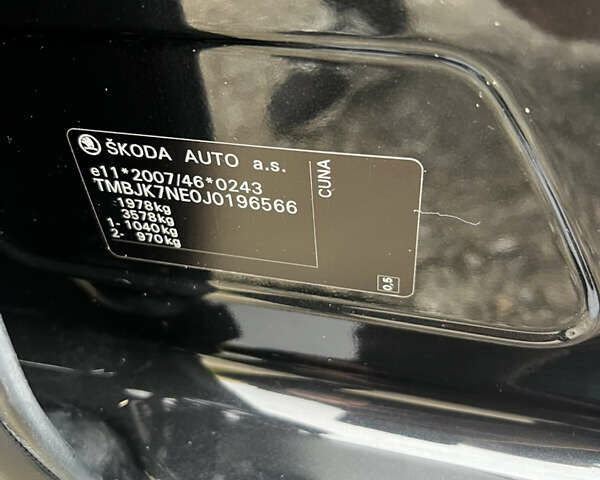 ŠKODA AUTO a.s.
e11*2007/46*0243
TMBJK7NE0J0196566
1978kg
3578kg
1- 1040kg
2- 970kg
CUNA
0,5